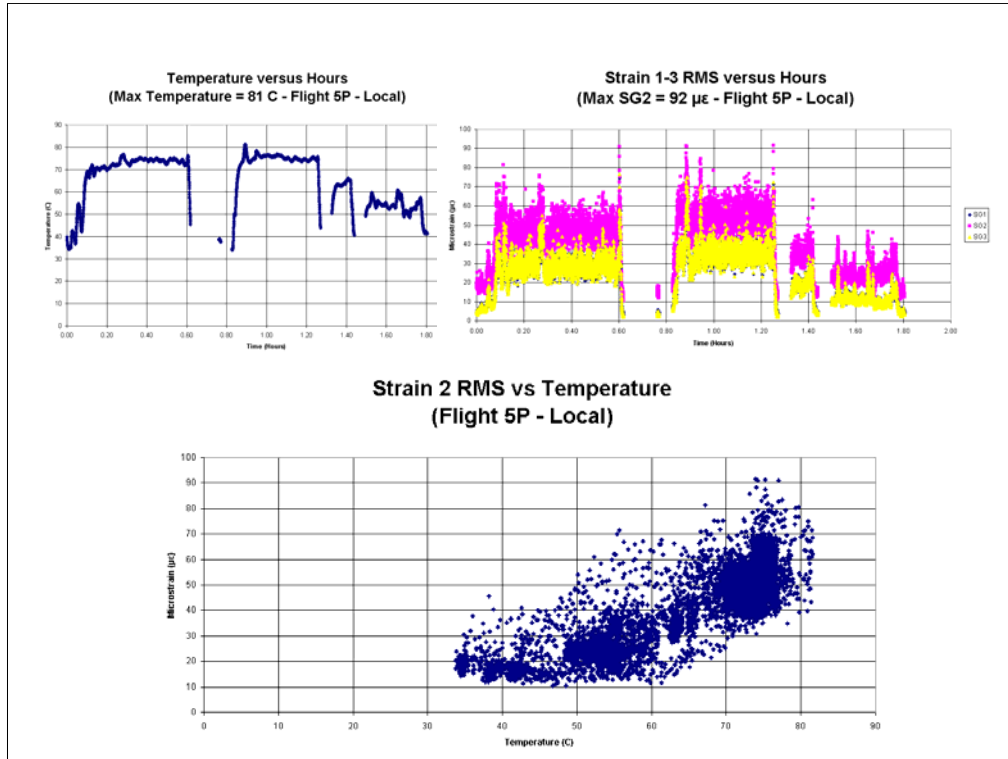 Temperature versus Hours
(Max Temperature = 81 C - Flight 5P - Local)
90
80
70
60
50
40
30
20
10
0
Temperature (C)
0.00 0.20 0.40 0.60 0.80 1.00 1.20 1.40 1.60 1.80
Time (Hours)
Strain 1-3 RMS versus Hours
(Max SG2 = 92 µε - Flight 5P - Local)
100
90
80
70
60
50
40
30
20
10
0
Microstrain (µε)
0.00 0.20 0.40 0.60 0.80 1.00 1.20 1.40 1.60 1.80 2.00
Time (Hours)
SG1
SG2
SG3
Strain 2 RMS vs Temperature
(Flight 5P - Local)
100
90
80
70
60
50
40
30
20
10
0
Microstrain (µε)
0 10 20 30 40 50 60 70 80 90
Temperature (C)